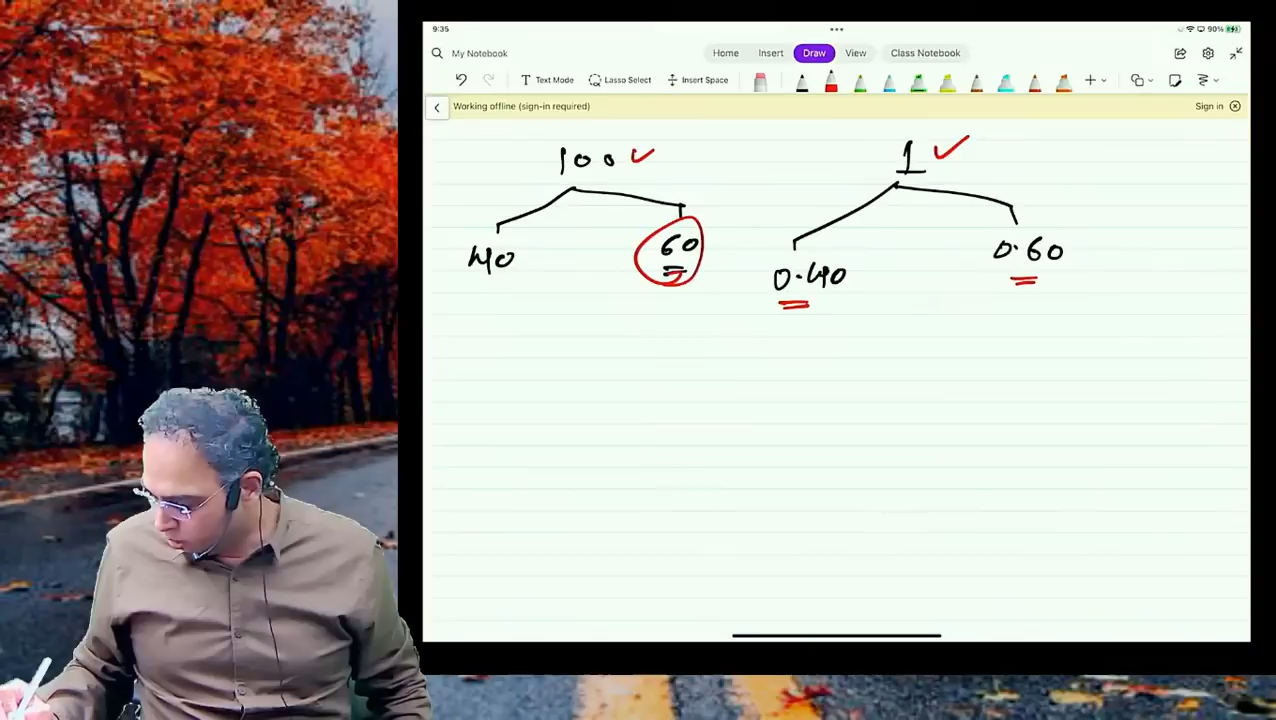 9:35
90%
My Notebook
Home Insert Draw View Class Notebook
Text Mode Lasso Select Insert Space
Working offline (sign-in required) Sign in
100 1
40 60 0.40 0.60